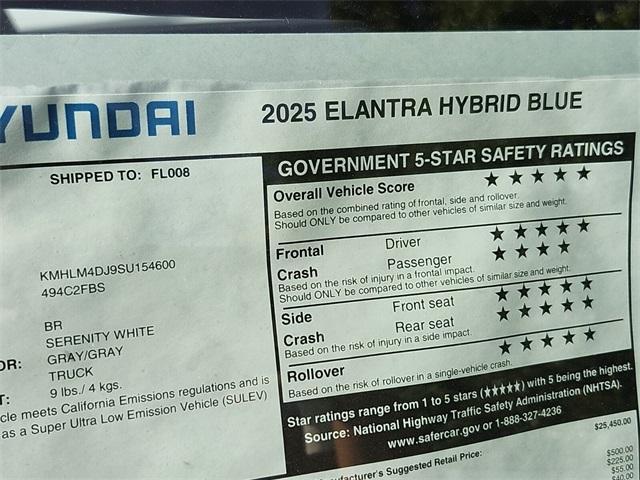 YUNDAI
2025 ELANTRA HYBRID BLUE
SHIPPED TO: FL008
KMHLM4DJ9SU154600
494C2FBS
BR
SERENITY WHITE
OR: GRAY/GRAY
TRUCK
T: 9 lbs./ 4 kgs.
cle meets California Emissions regulations and is
as a Super Ultra Low Emission Vehicle (SULEV)
GOVERNMENT 5-STAR SAFETY RATINGS
Overall Vehicle Score ★ ★ ★ ★ ★
Based on the combined rating of frontal, side and rollover.
Should ONLY be compared to other vehicles of similar size and weight.
Frontal Driver ★ ★ ★ ★ ★
Crash Passenger ★ ★ ★ ★
Based on the risk of injury in a frontal impact.
Should ONLY be compared to other vehicles of similar size and weight.
Side Front seat ★ ★ ★ ★ ★
Crash Rear seat ★ ★ ★ ★ ★
Based on the risk of injury in a side impact.
Rollover ★ ★ ★ ★ ★
Based on the risk of rollover in a single-vehicle crash.
Star ratings range from 1 to 5 stars (★★★★★) with 5 being the highest.
Source: National Highway Traffic Safety Administration (NHTSA).
www.safercar.gov or 1-888-327-4236
nufacturer's Suggested Retail Price: $25,450.00
$500.00
$225.00
$55.00
$40.00